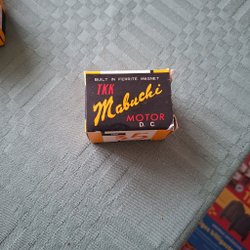 BUILT IN FERRITE MAGNET
TKK
Mabuchi
MOTOR
D.C